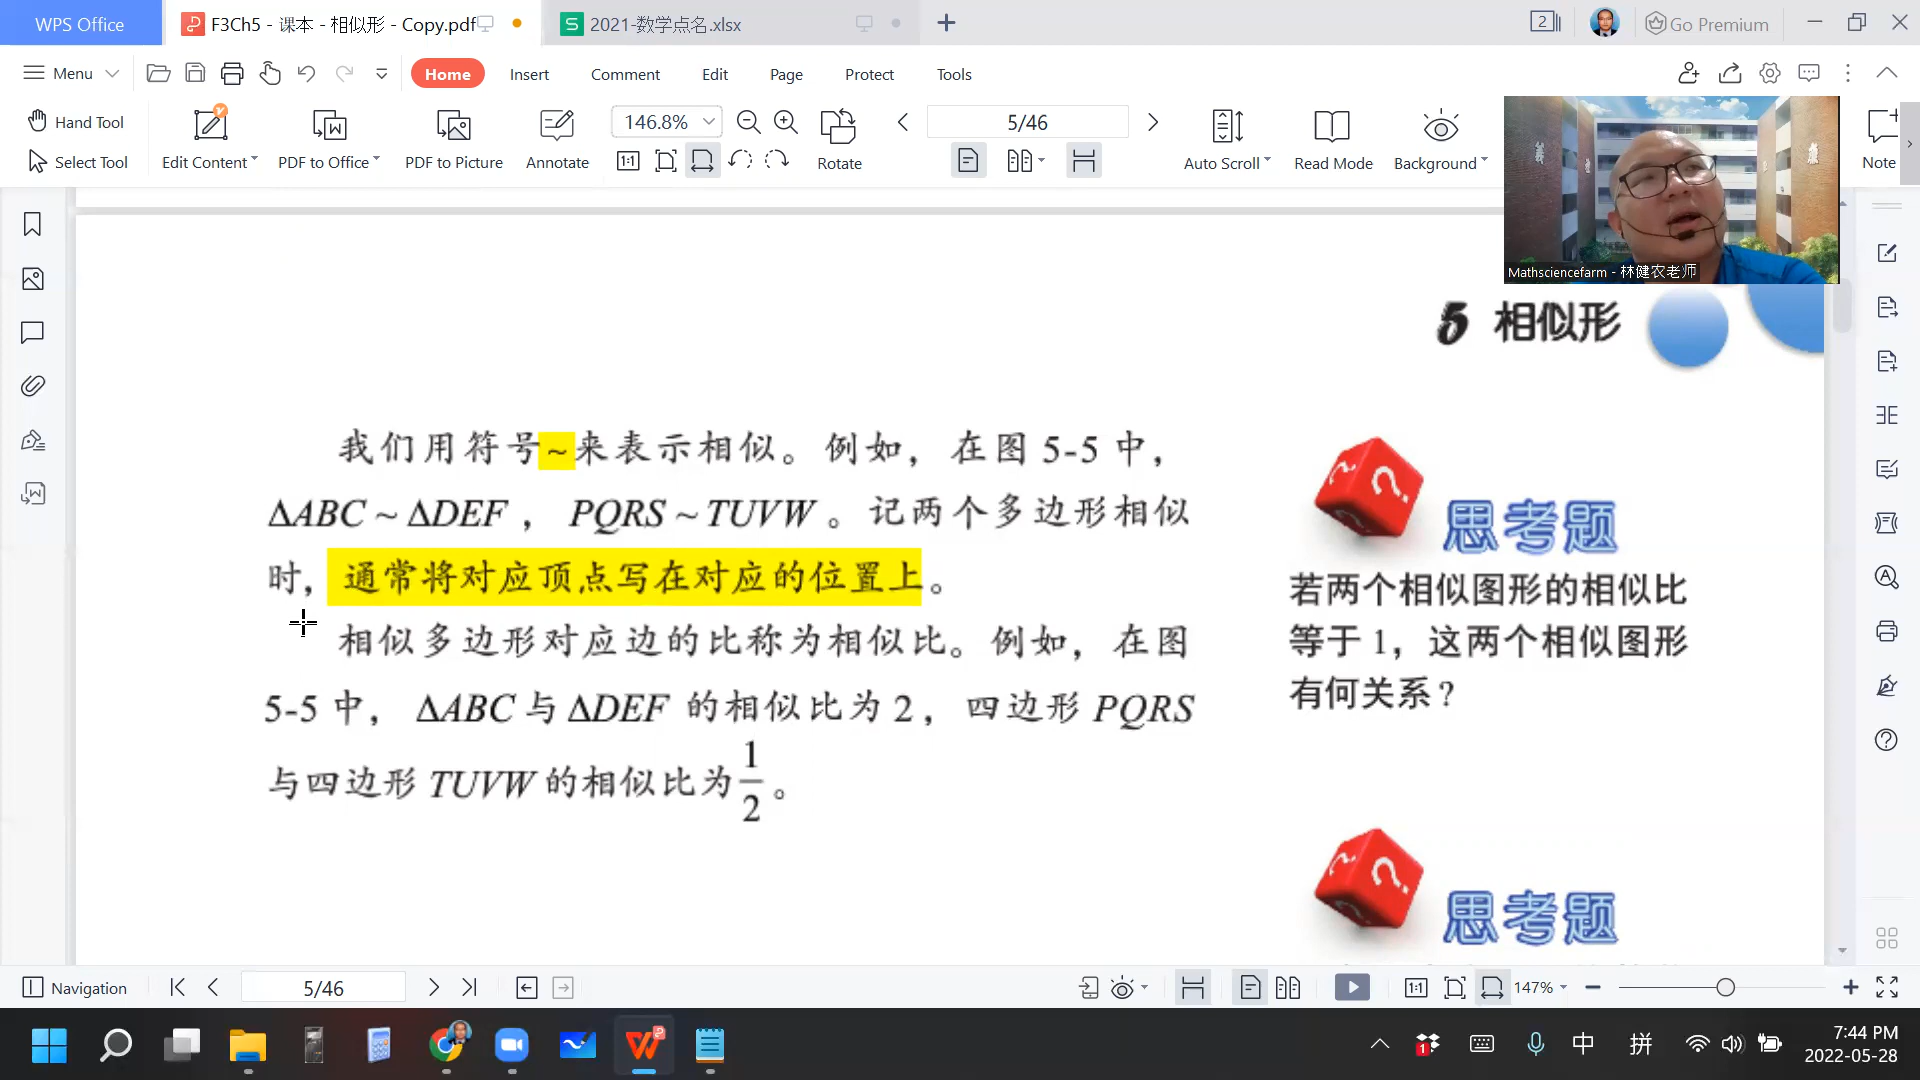 WPS Office
F3Ch5 - 课本 - 相似形 - Copy.pdf
S 2021-数学点名.xlsx
2
Go Premium
Menu
Home
Insert
Comment
Edit
Page
Protect
Tools
Hand Tool
Select Tool
Edit Content
PDF to Office
PDF to Picture
Annotate
146.8%
1:1
Rotate
5/46
Auto Scroll
Read Mode
Background
Note
Mathsciencefarm - 林健农老师
5 相似形
我们用符号~来表示相似。例如，在图 5-5 中，
ΔABC ~ ΔDEF ， PQRS ~ TUVW 。记两个多边形相似
时，通常将对应顶点写在对应的位置上。
相似多边形对应边的比称为相似比。例如，在图
5-5 中， ΔABC 与 ΔDEF 的相似比为 2 ，四边形 PQRS
与四边形 TUVW 的相似比为 1/2 。
思考题
若两个相似图形的相似比
等于 1，这两个相似图形
有何关系？
思考题
Navigation
5/46
1:1
147%
1
中
拼
7:44 PM
2022-05-28